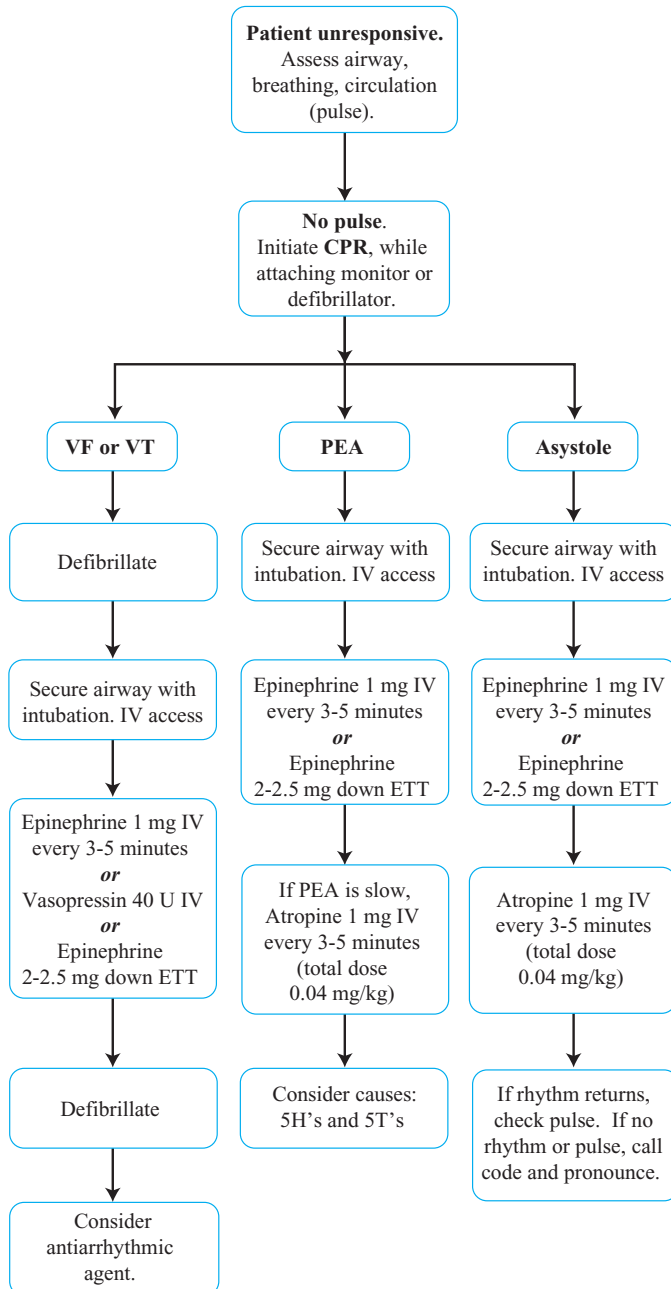 Patient unresponsive.
Assess airway,
breathing, circulation
(pulse).
No pulse.
Initiate CPR, while
attaching monitor or
defibrillator.
VF or VT
Defibrillate
Secure airway with
intubation. IV access
Epinephrine 1 mg IV
every 3-5 minutes
or
Vasopressin 40 U IV
or
Epinephrine
2-2.5 mg down ETT
Defibrillate
Consider
antiarrhythmic
agent.
PEA
Secure airway with
intubation. IV access
Epinephrine 1 mg IV
every 3-5 minutes
or
Epinephrine
2-2.5 mg down ETT
If PEA is slow,
Atropine 1 mg IV
every 3-5 minutes
(total dose
0.04 mg/kg)
Consider causes:
5H's and 5T's
Asystole
Secure airway with
intubation. IV access
Epinephrine 1 mg IV
every 3-5 minutes
or
Epinephrine
2-2.5 mg down ETT
Atropine 1 mg IV
every 3-5 minutes
(total dose
0.04 mg/kg)
If rhythm returns,
check pulse. If no
rhythm or pulse, call
code and pronounce.